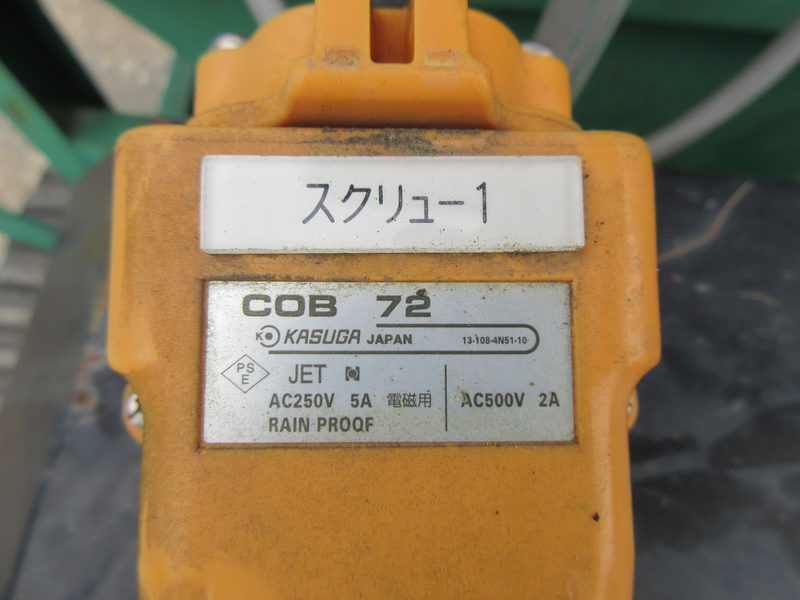 スクリュー1
COB 72
K KASUGA JAPAN 13-108-4N51-10
PS E JET
AC250V 5A 電磁用 AC500V 2A
RAIN PROOF